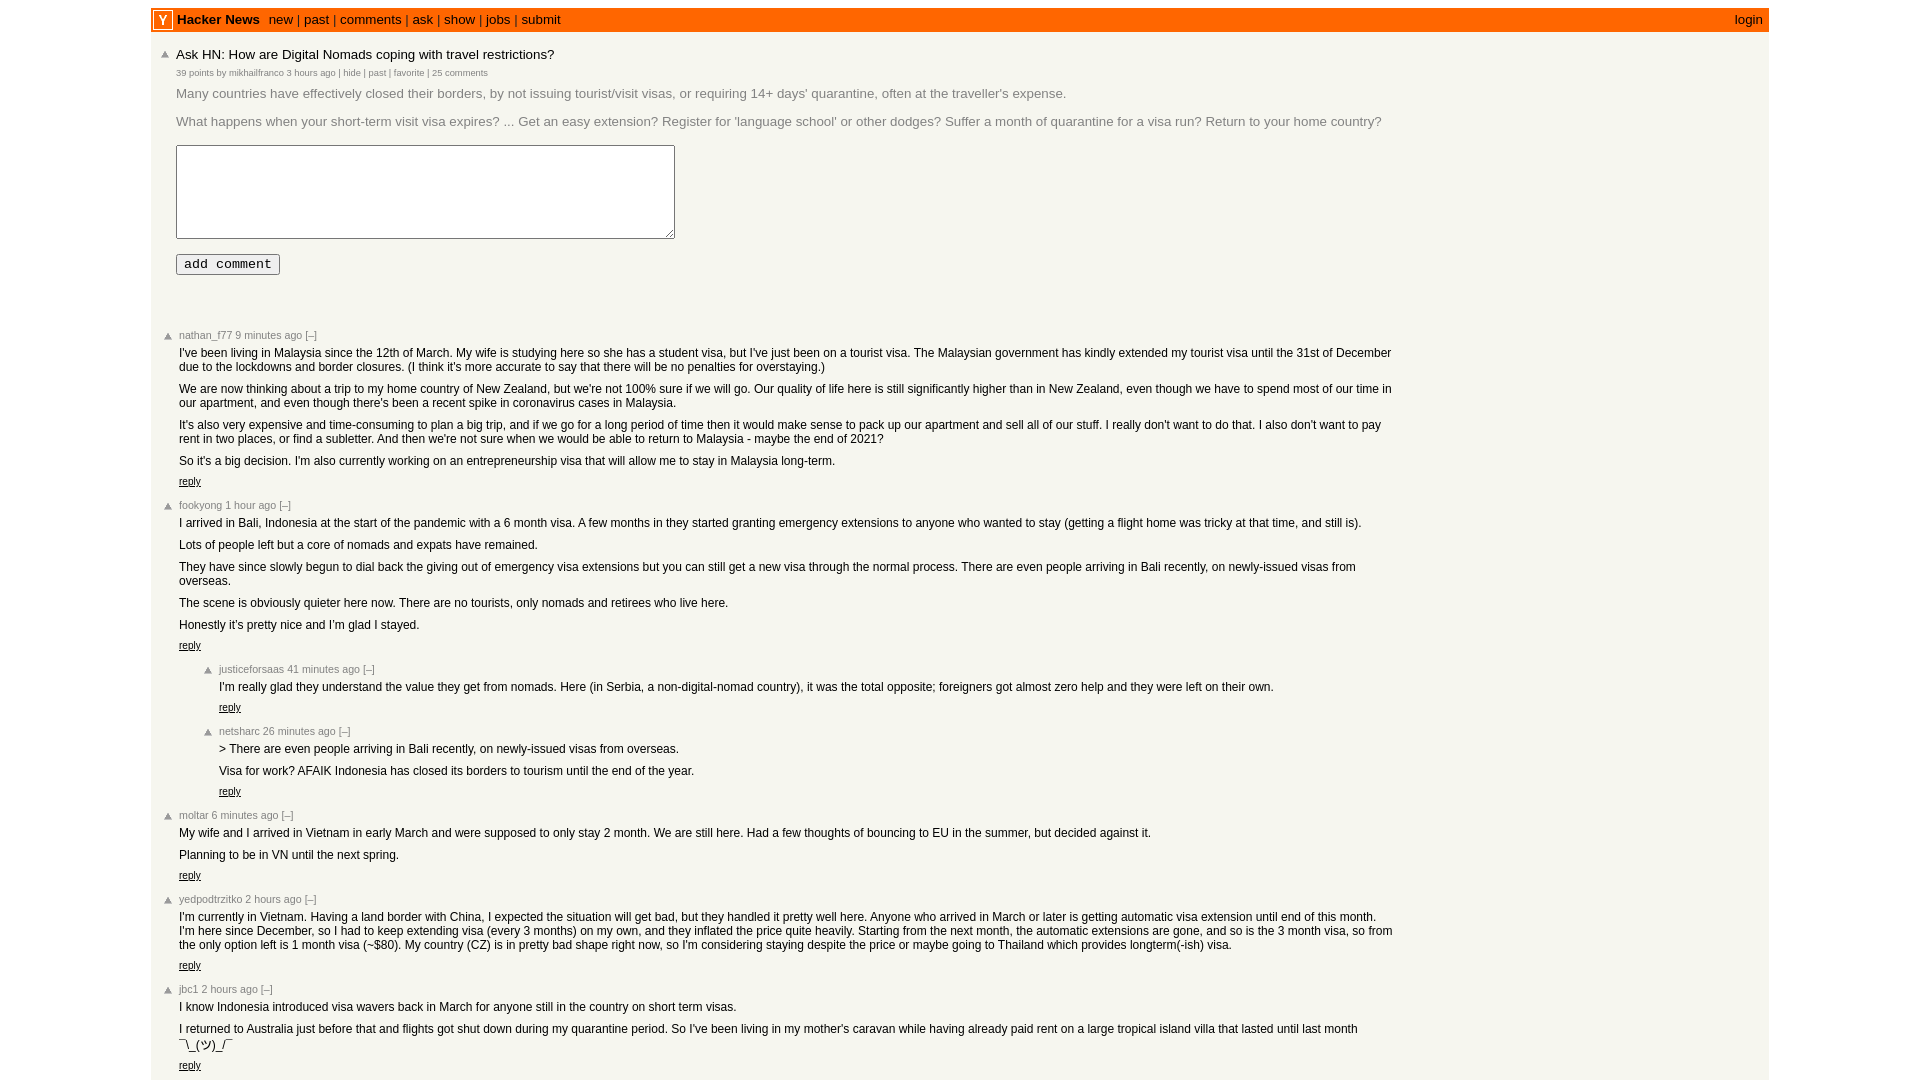 Y Hacker News new | past | comments | ask | show | jobs | submit login
Ask HN: How are Digital Nomads coping with travel restrictions?
39 points by mikhailfranco 3 hours ago | hide | past | favorite | 25 comments
Many countries have effectively closed their borders, by not issuing tourist/visit visas, or requiring 14+ days' quarantine, often at the traveller's expense.
What happens when your short-term visit visa expires? ... Get an easy extension? Register for 'language school' or other dodges? Suffer a month of quarantine for a visa run? Return to your home country?
add comment
nathan_f77 9 minutes ago [–]
I've been living in Malaysia since the 12th of March. My wife is studying here so she has a student visa, but I've just been on a tourist visa. The Malaysian government has kindly extended my tourist visa until the 31st of December
due to the lockdowns and border closures. (I think it's more accurate to say that there will be no penalties for overstaying.)
We are now thinking about a trip to my home country of New Zealand, but we're not 100% sure if we will go. Our quality of life here is still significantly higher than in New Zealand, even though we have to spend most of our time in
our apartment, and even though there's been a recent spike in coronavirus cases in Malaysia.
It's also very expensive and time-consuming to plan a big trip, and if we go for a long period of time then it would make sense to pack up our apartment and sell all of our stuff. I really don't want to do that. I also don't want to pay
rent in two places, or find a subletter. And then we're not sure when we would be able to return to Malaysia - maybe the end of 2021?
So it's a big decision. I'm also currently working on an entrepreneurship visa that will allow me to stay in Malaysia long-term.
reply
fookyong 1 hour ago [–]
I arrived in Bali, Indonesia at the start of the pandemic with a 6 month visa. A few months in they started granting emergency extensions to anyone who wanted to stay (getting a flight home was tricky at that time, and still is).
Lots of people left but a core of nomads and expats have remained.
They have since slowly begun to dial back the giving out of emergency visa extensions but you can still get a new visa through the normal process. There are even people arriving in Bali recently, on newly-issued visas from
overseas.
The scene is obviously quieter here now. There are no tourists, only nomads and retirees who live here.
Honestly it’s pretty nice and I’m glad I stayed.
reply
justiceforsaas 41 minutes ago [–]
I'm really glad they understand the value they get from nomads. Here (in Serbia, a non-digital-nomad country), it was the total opposite; foreigners got almost zero help and they were left on their own.
reply
netsharc 26 minutes ago [–]
> There are even people arriving in Bali recently, on newly-issued visas from overseas.
Visa for work? AFAIK Indonesia has closed its borders to tourism until the end of the year.
reply
moltar 6 minutes ago [–]
My wife and I arrived in Vietnam in early March and were supposed to only stay 2 month. We are still here. Had a few thoughts of bouncing to EU in the summer, but decided against it.
Planning to be in VN until the next spring.
reply
yedpodtrzitko 2 hours ago [–]
I'm currently in Vietnam. Having a land border with China, I expected the situation will get bad, but they handled it pretty well here. Anyone who arrived in March or later is getting automatic visa extension until end of this month.
I'm here since December, so I had to keep extending visa (every 3 months) on my own, and they inflated the price quite heavily. Starting from the next month, the automatic extensions are gone, and so is the 3 month visa, so from
the only option left is 1 month visa (~$80). My country (CZ) is in pretty bad shape right now, so I'm considering staying despite the price or maybe going to Thailand which provides longterm(-ish) visa.
reply
jbc1 2 hours ago [–]
I know Indonesia introduced visa wavers back in March for anyone still in the country on short term visas.
I returned to Australia just before that and flights got shut down during my quarantine period. So I've been living in my mother's caravan while having already paid rent on a large tropical island villa that lasted until last month
¯\_(ツ)_/¯
reply